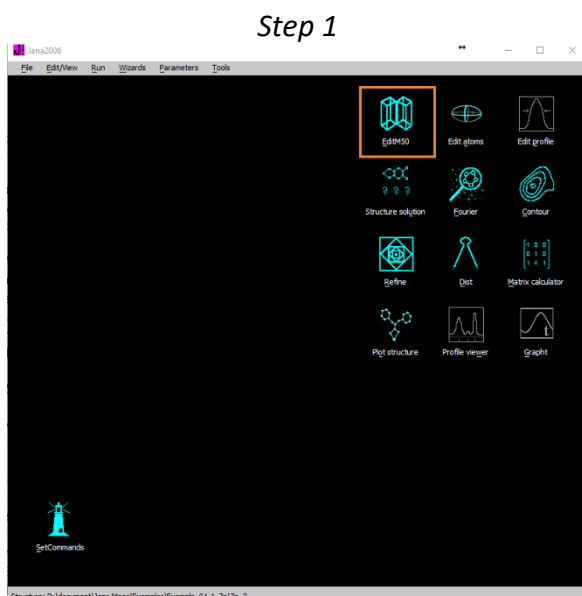 Step 1
Jana2006
File Edit/View Run Wizards Parameters Tools
EditM50 Edit atoms Edit profile
Structure solution Fourier Contour
Refine Dist Matrix calculator
Plot structure Profile viewer Grapht
SetCommands